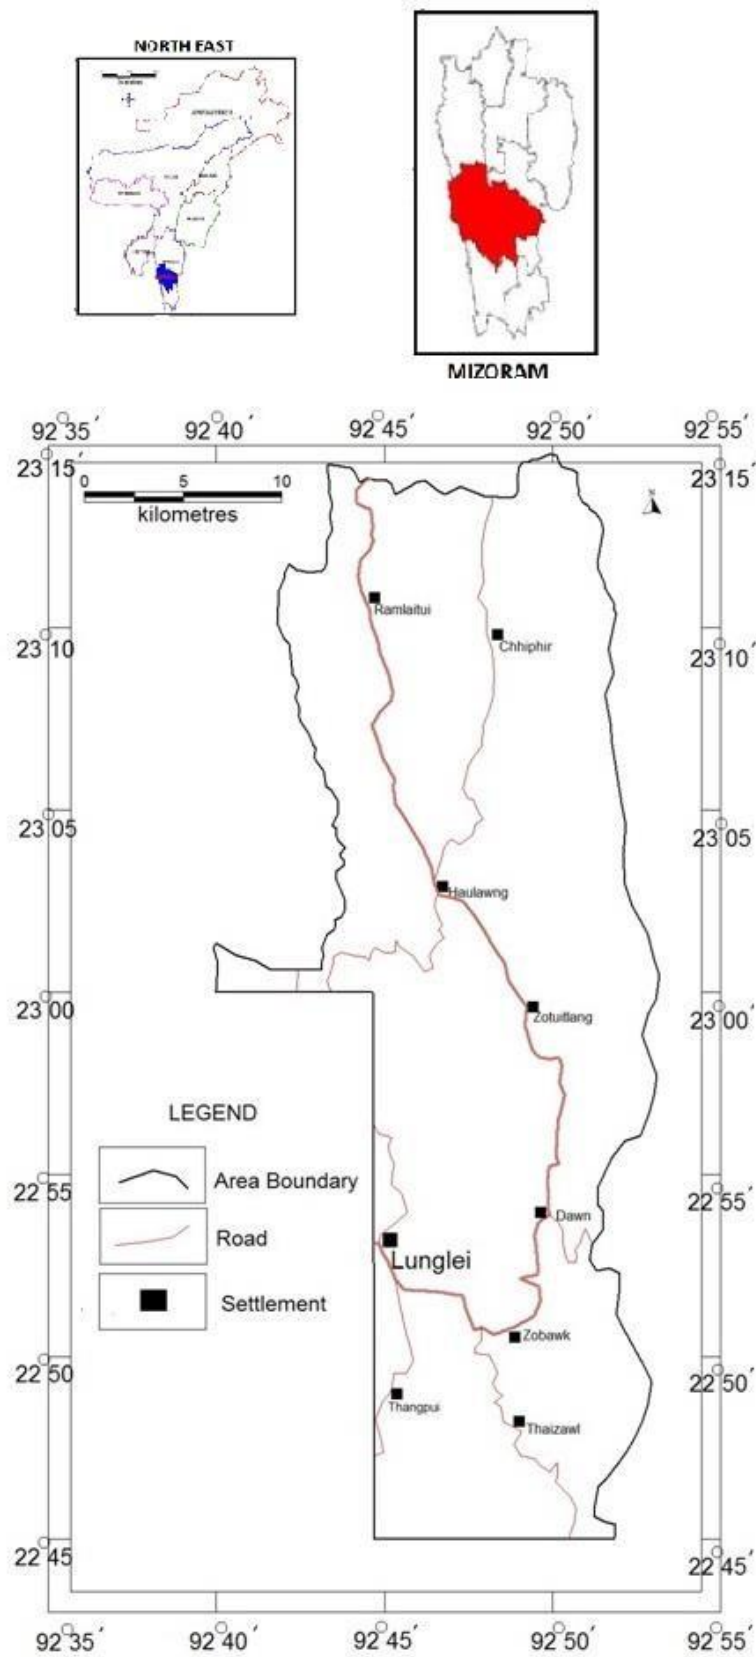 NORTH EAST
MIZORAM
92°35´ 92°40´ 92°45´ 92°50´ 92°55´
23°15´ 23°15´
0 5 10
kilometres
N
Ramlaitui
Chhiphir
23°10´ 23°10´
23°05´ 23°05´
Haulawng
23°00´ 23°00´
Zotuitlang
LEGEND
Area Boundary
22°55´ 22°55´
Dawn
Road
Lunglei
Settlement
Zobawk
22°50´ 22°50´
Thangpui
Thaizawl
22°45´ 22°45´
92°35´ 92°40´ 92°45´ 92°50´ 92°55´